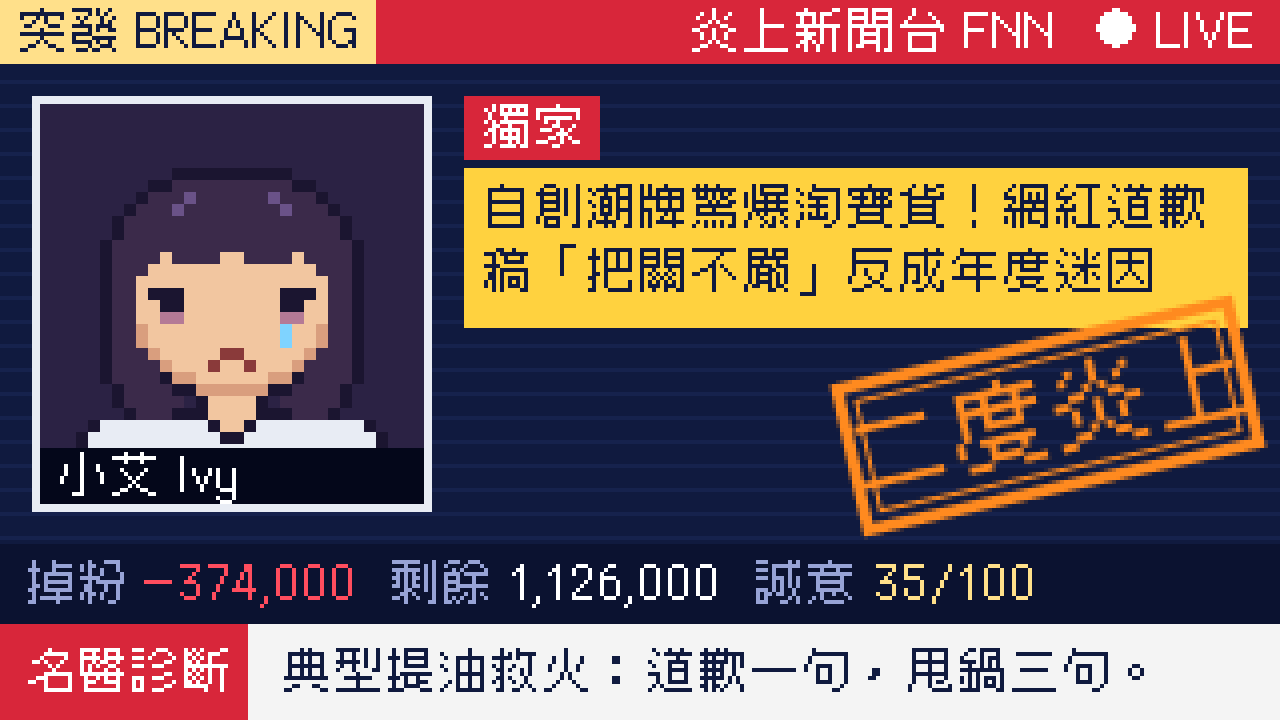 突發 BREAKING
炎上新聞台 FNN ● LIVE
獨家
自創潮牌驚爆淘寶貨！網紅道歉
稿「把關不嚴」反成年度迷因
二度炎上
小艾 Ivy
掉粉 -374,000 剩餘 1,126,000 誠意 35/100
名醫診斷 典型提油救火：道歉一句，甩鍋三句。